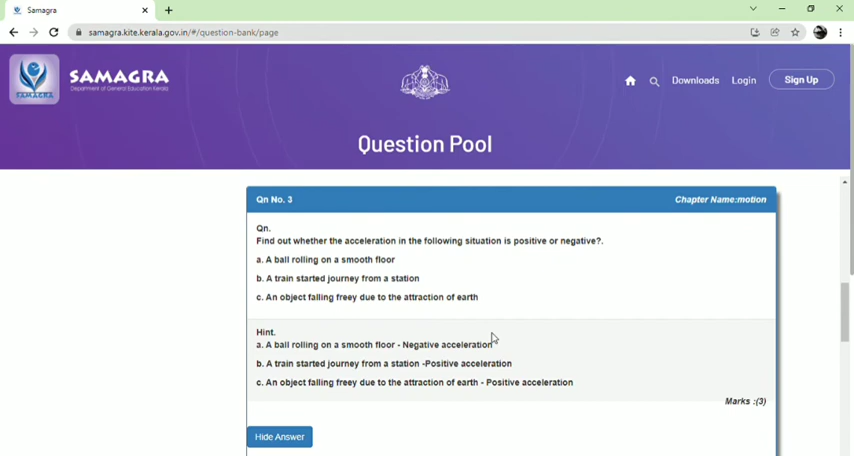 Samagra
samagra.kite.kerala.gov.in/#/question-bank/page
SAMAGRA
SAMAGRA
Department of General Education Kerala
Downloads
Login
Sign Up
Question Pool
Qn No. 3
Chapter Name:motion
Qn.
Find out whether the acceleration in the following situation is positive or negative?.
a. A ball rolling on a smooth floor
b. A train started journey from a station
c. An object falling freey due to the attraction of earth
Hint.
a. A ball rolling on a smooth floor - Negative acceleration
b. A train started journey from a station -Positive acceleration
c. An object falling freey due to the attraction of earth - Positive acceleration
Marks :(3)
Hide Answer